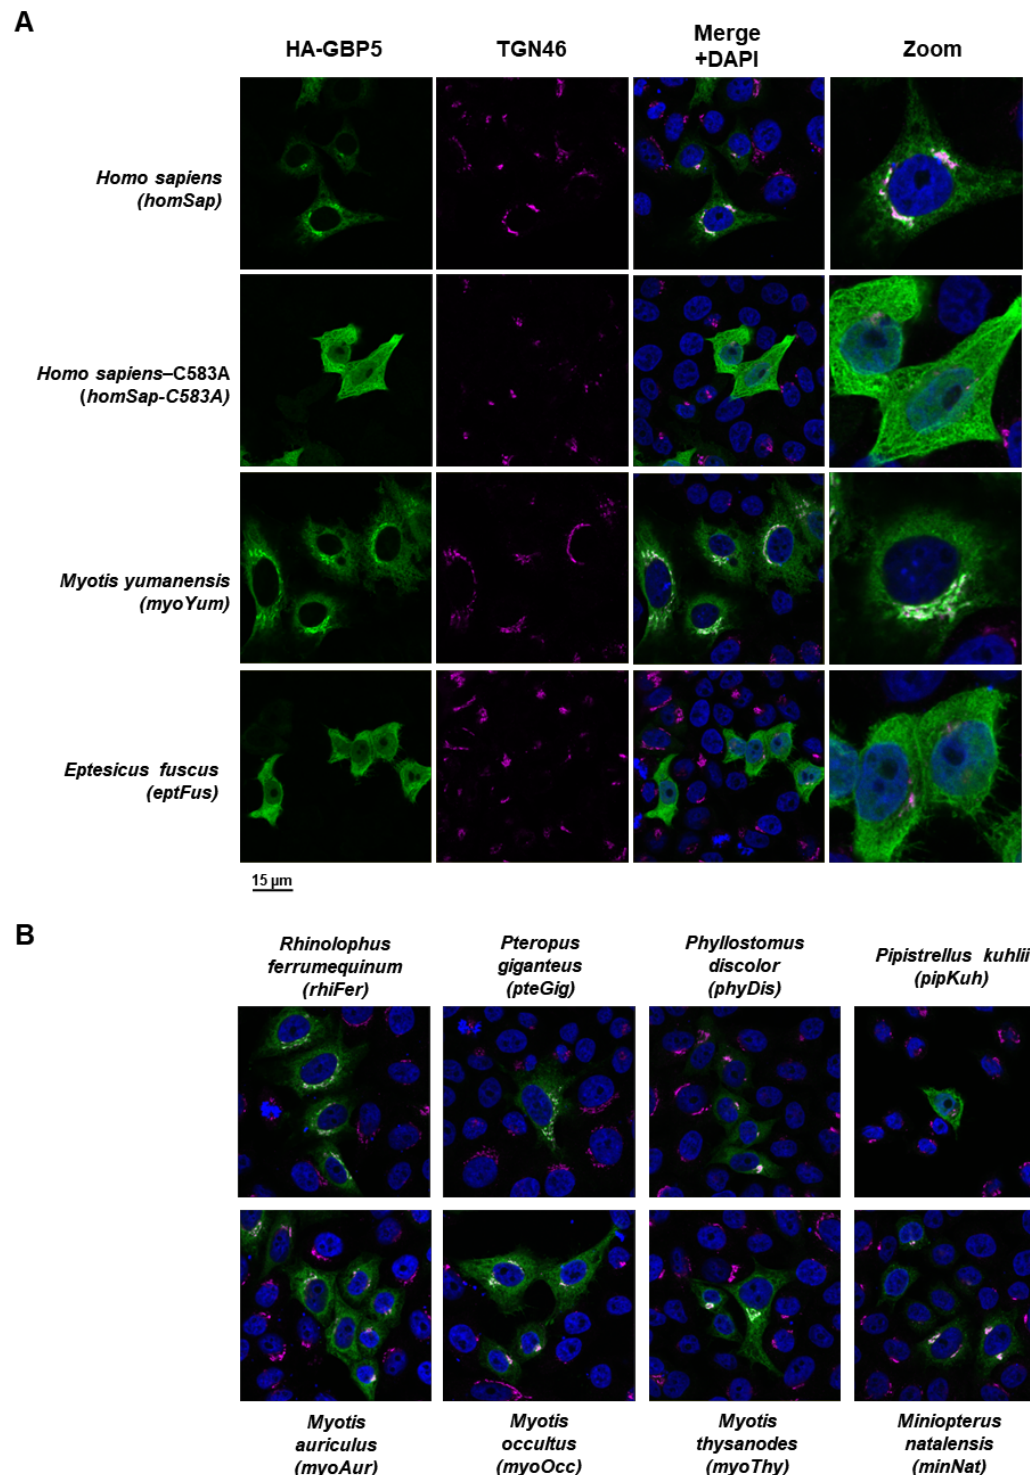 A
HA-GBP5
TGN46
Merge
+DAPI
Zoom
Homo sapiens
(homSap)
Homo sapiens–C583A
(homSap-C583A)
Myotis yumanensis
(myoYum)
Eptesicus fuscus
(eptFus)
15 µm
B
Rhinolophus
ferrumequinum
(rhiFer)
Pteropus
giganteus
(pteGig)
Phyllostomus
discolor
(phyDis)
Pipistrellus kuhlii
(pipKuh)
Myotis
auriculus
(myoAur)
Myotis
occultus
(myoOcc)
Myotis
thysanodes
(myoThy)
Miniopterus
natalensis
(minNat)